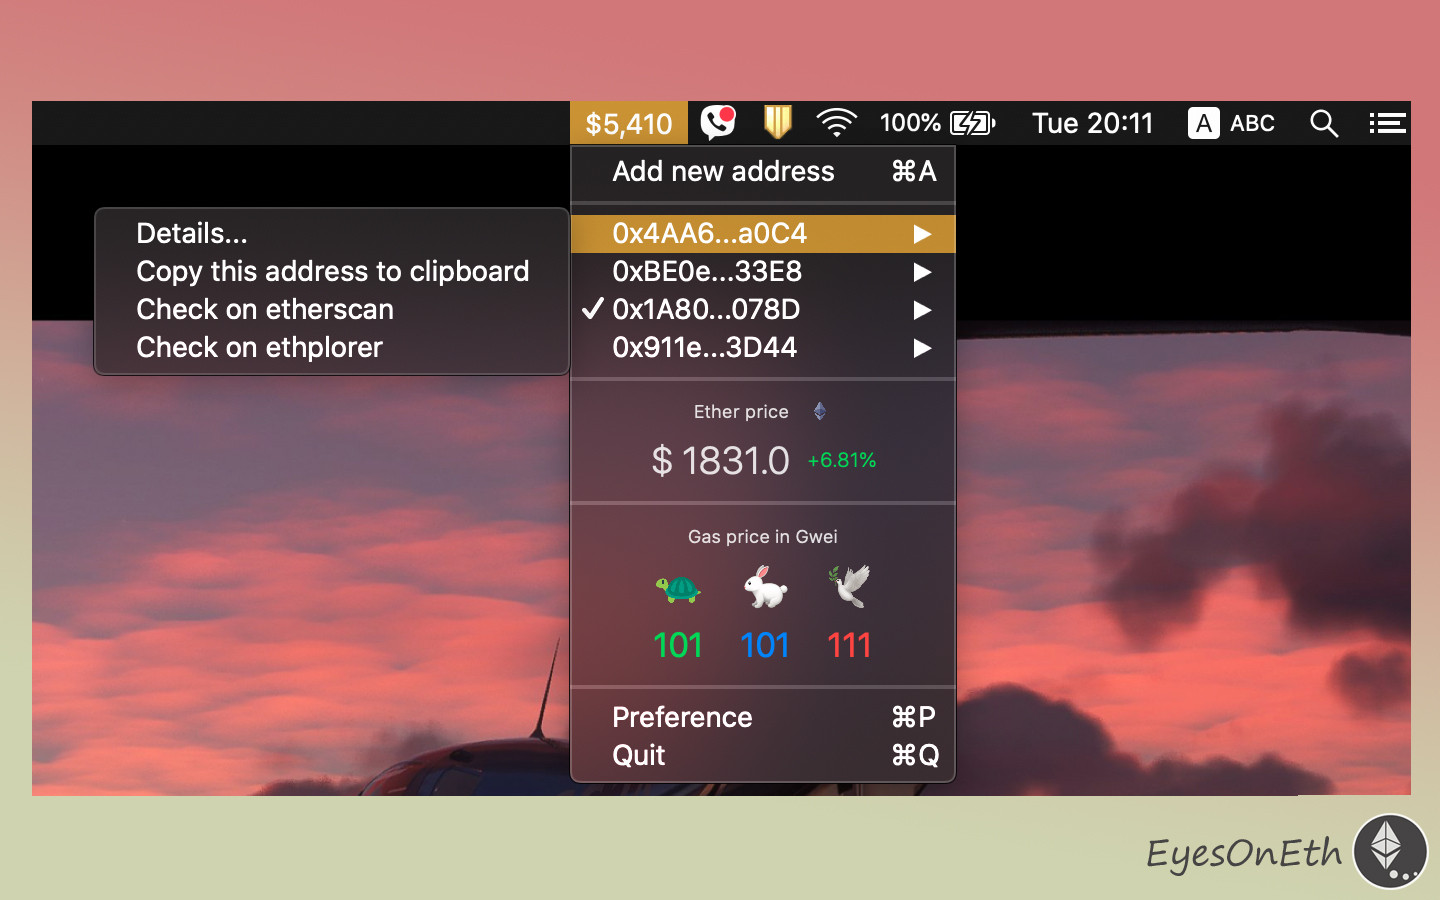 $5,410 100% Tue 20:11 A ABC
Add new address ⌘A
0x4AA6...a0C4
0xBE0e...33E8
✓ 0x1A80...078D
0x911e...3D44
Details...
Copy this address to clipboard
Check on etherscan
Check on ethplorer
Ether price
$ 1831.0 +6.81%
Gas price in Gwei
101 101 111
Preference ⌘P
Quit ⌘Q
EyesOnEth